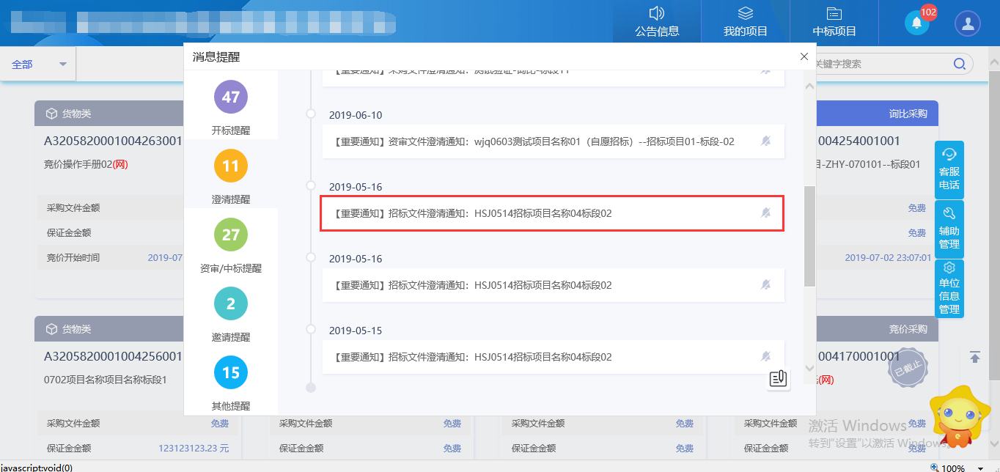 公告信息
我的项目
中标项目
102
全部
关键字搜索
消息提醒
47
开标提醒
11
澄清提醒
27
资审/中标提醒
2
邀请提醒
15
其他提醒
【重要通知】采购文件澄清通知：测试验证-询比-标段11
2019-06-10
【重要通知】资审文件澄清通知：wjq0603测试项目名称01（自愿招标）--招标项目01-标段-02
2019-05-16
【重要通知】招标文件澄清通知：HSJ0514招标项目名称04标段02
2019-05-16
【重要通知】招标文件澄清通知：HSJ0514招标项目名称04标段02
2019-05-15
【重要通知】招标文件澄清通知：HSJ0514招标项目名称04标段02
货物类
A3205820001004263001
竞价操作手册02(网)
采购文件金额
保证金金额
竞价开始时间 2019-07
询比采购
004254001001
目-ZHY-070101--标段01
免费
免费
2019-07-02 23:07:01
客服
电话
辅助
管理
单位
信息
管理
货物类
A3205820001004256001
0702项目名称项目名称标段1
采购文件金额 免费
保证金金额 123123123.23 元
采购文件金额 免费
保证金金额 免费
采购文件金额 免费
保证金金额 免费
竞价采购
004170001001
(网)
已截止
采购文件金额 免费
保证金金额 免费
激活 Windows
转到"设置"以激活 Windows。
javascript:void(0)
100%